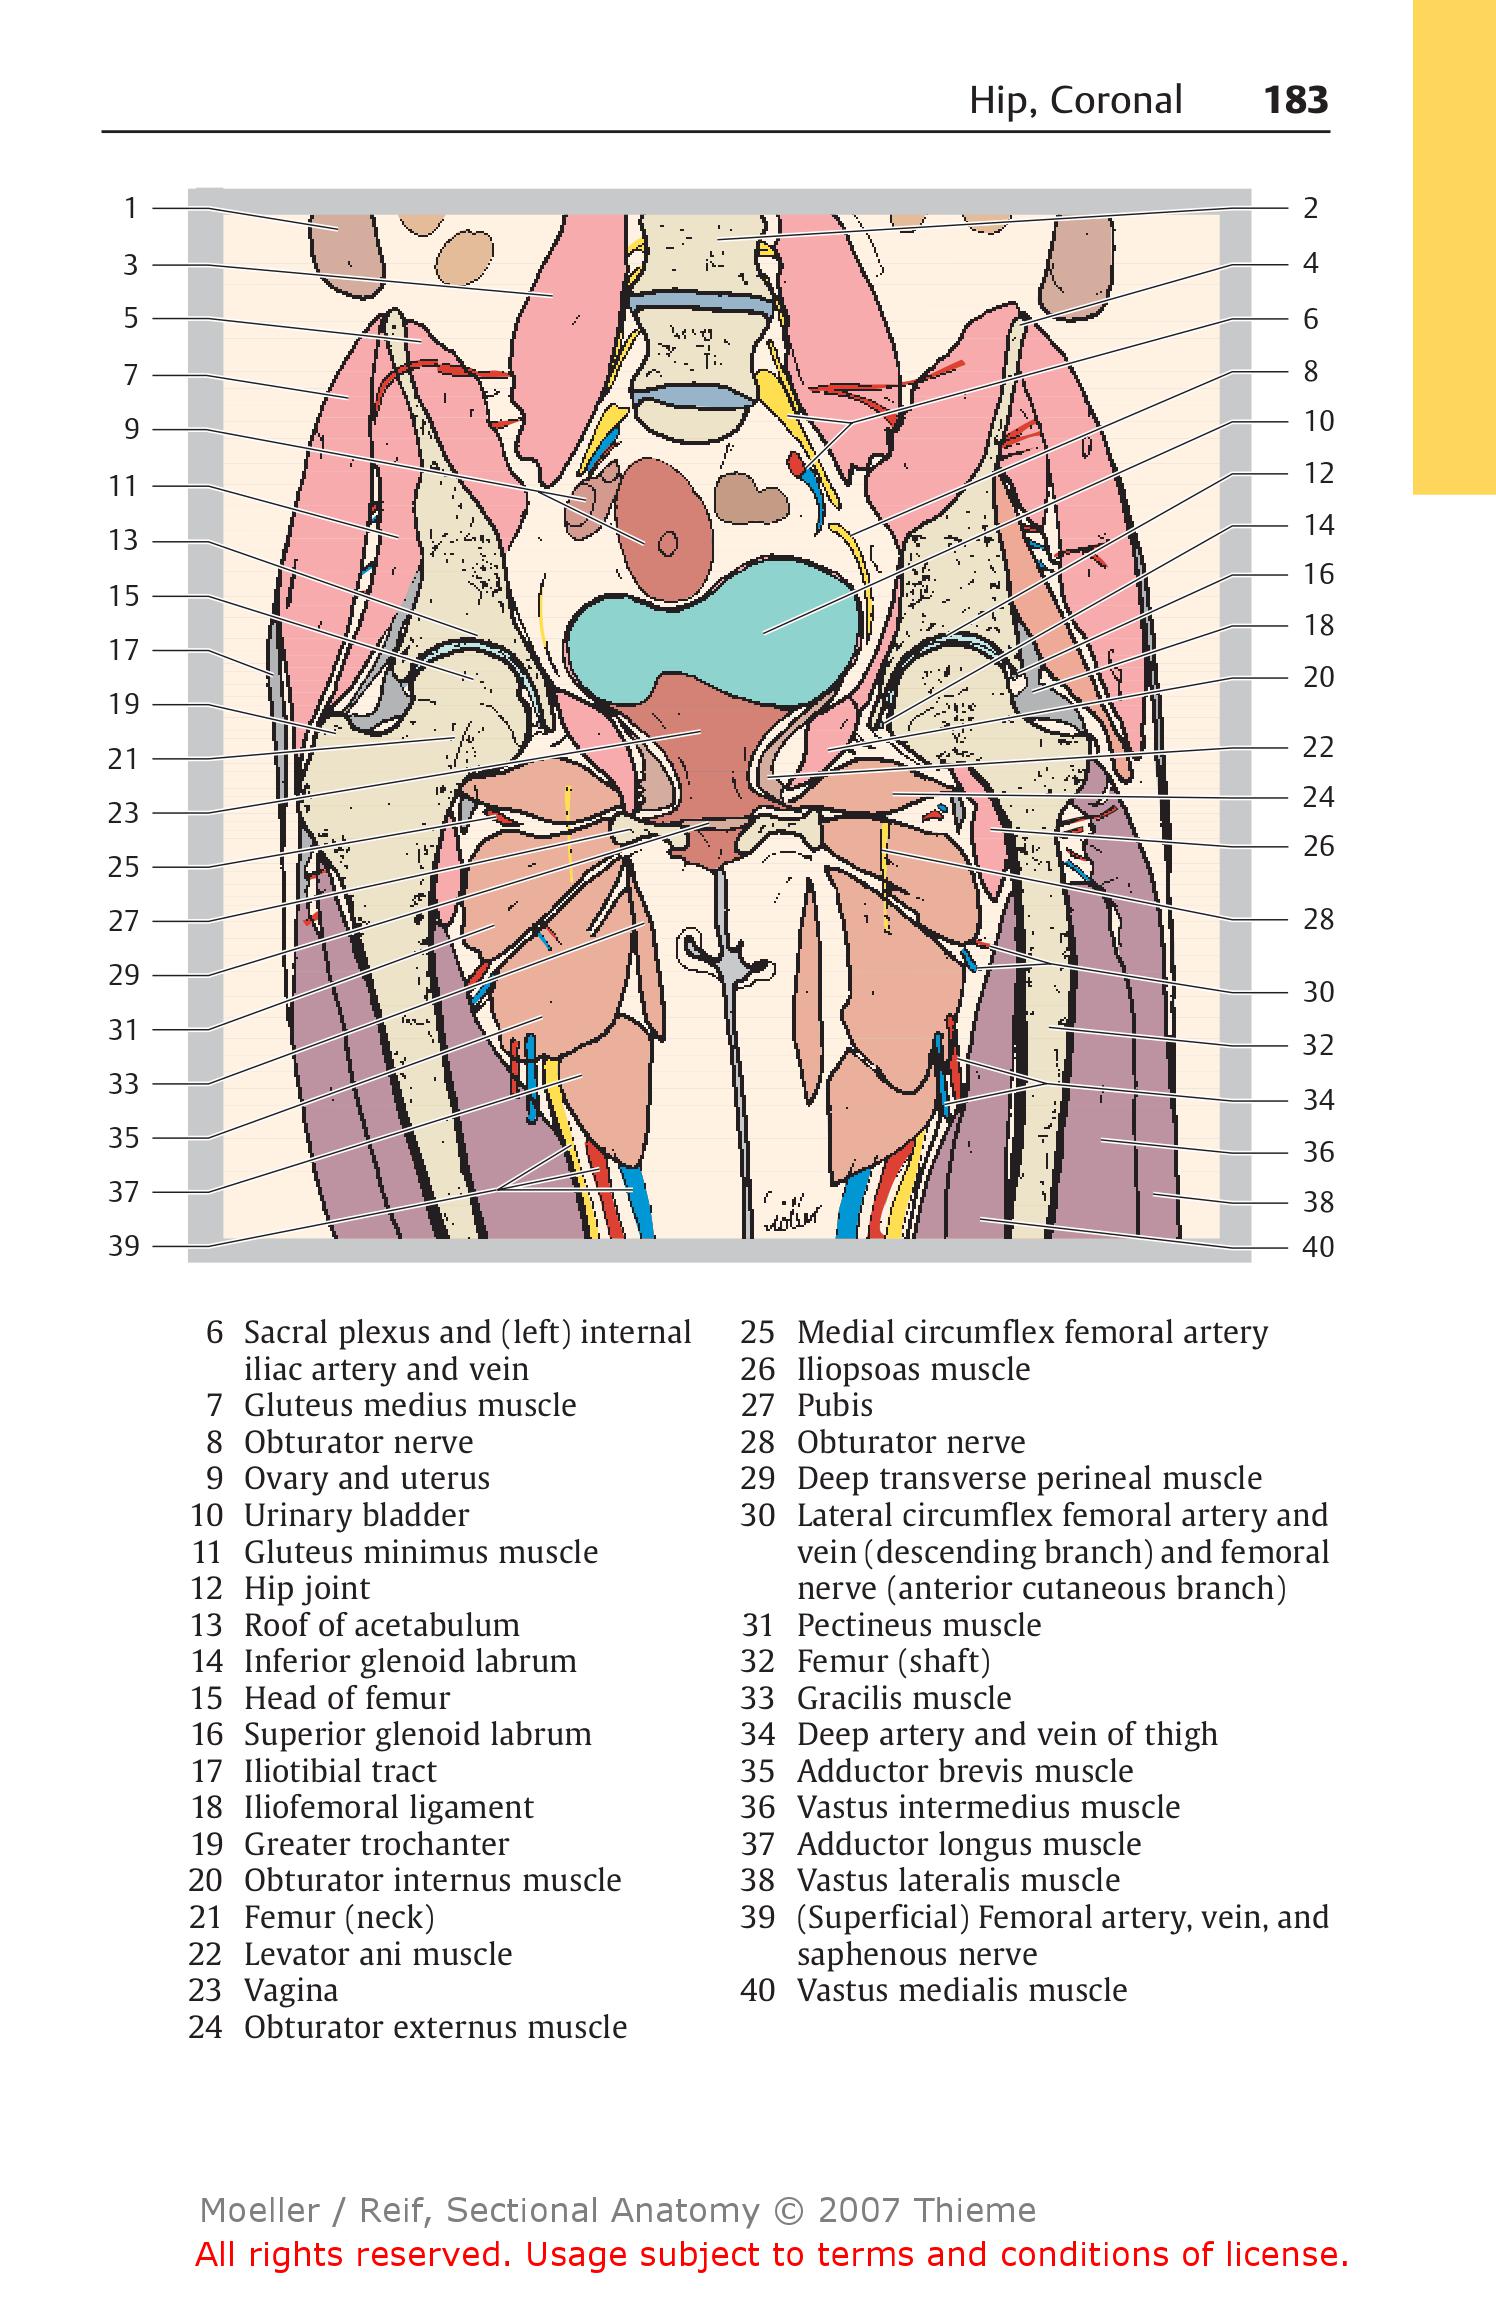 Hip, Coronal 183
1
2
3
4
5
6
7
8
9
10
11
12
13
14
15
16
17
18
19
20
21
22
23
24
25
26
27
28
29
30
31
32
33
34
35
36
37
38
39
40
6 Sacral plexus and (left) internal
iliac artery and vein
7 Gluteus medius muscle
8 Obturator nerve
9 Ovary and uterus
10 Urinary bladder
11 Gluteus minimus muscle
12 Hip joint
13 Roof of acetabulum
14 Inferior glenoid labrum
15 Head of femur
16 Superior glenoid labrum
17 Iliotibial tract
18 Iliofemoral ligament
19 Greater trochanter
20 Obturator internus muscle
21 Femur (neck)
22 Levator ani muscle
23 Vagina
24 Obturator externus muscle
25 Medial circumflex femoral artery
26 Iliopsoas muscle
27 Pubis
28 Obturator nerve
29 Deep transverse perineal muscle
30 Lateral circumflex femoral artery and
vein (descending branch) and femoral
nerve (anterior cutaneous branch)
31 Pectineus muscle
32 Femur (shaft)
33 Gracilis muscle
34 Deep artery and vein of thigh
35 Adductor brevis muscle
36 Vastus intermedius muscle
37 Adductor longus muscle
38 Vastus lateralis muscle
39 (Superficial) Femoral artery, vein, and
saphenous nerve
40 Vastus medialis muscle
Moeller / Reif, Sectional Anatomy © 2007 Thieme
All rights reserved. Usage subject to terms and conditions of license.